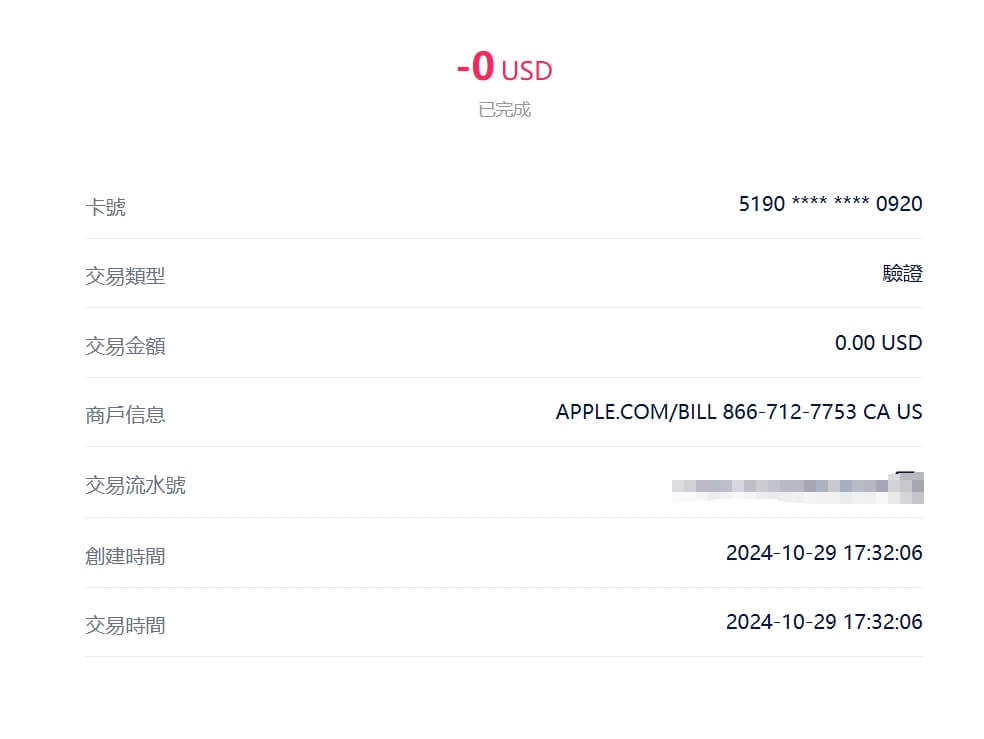 -0 USD
已完成
卡號 5190 **** **** 0920
交易類型 驗證
交易金額 0.00 USD
商戶信息 APPLE.COM/BILL 866-712-7753 CA US
交易流水號
創建時間 2024-10-29 17:32:06
交易時間 2024-10-29 17:32:06